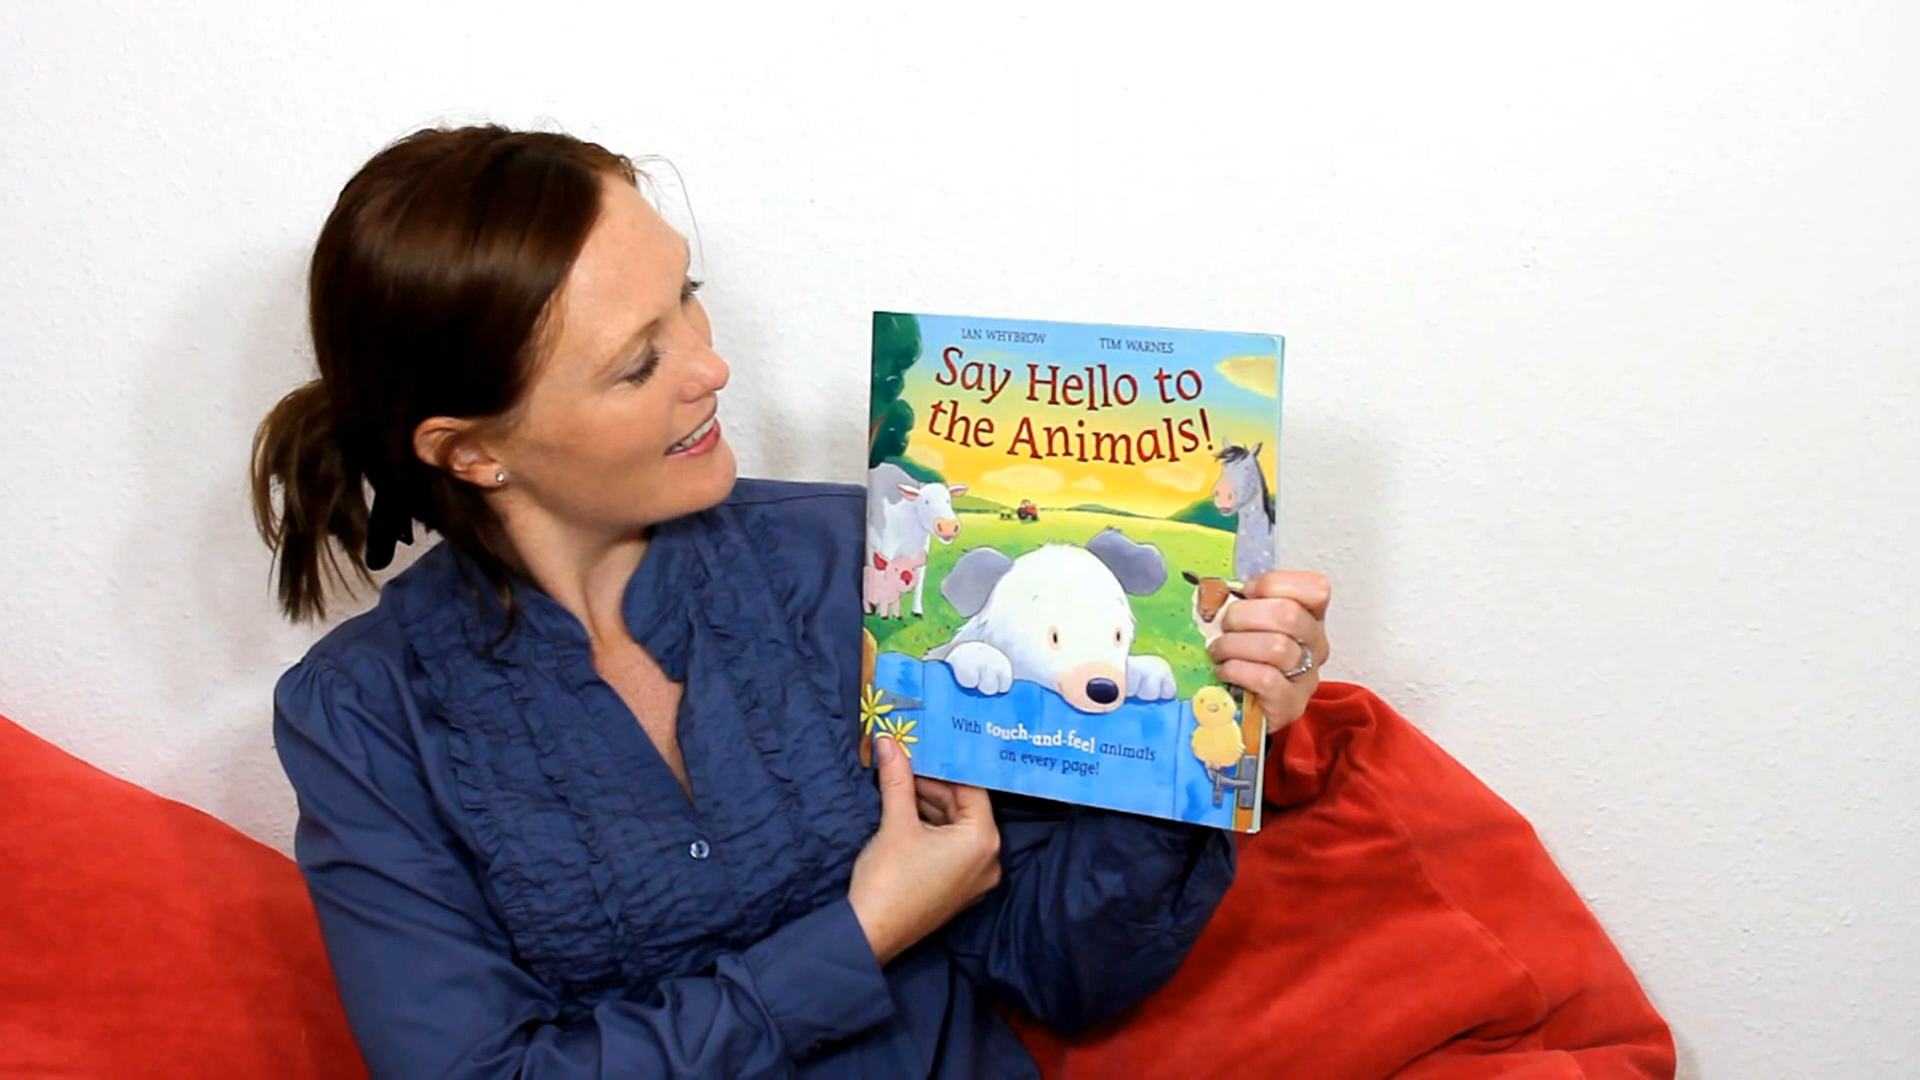 IAN WHYBROW TIM WARNES
Say Hello to
the Animals!
With touch-and-feel animals
on every page!